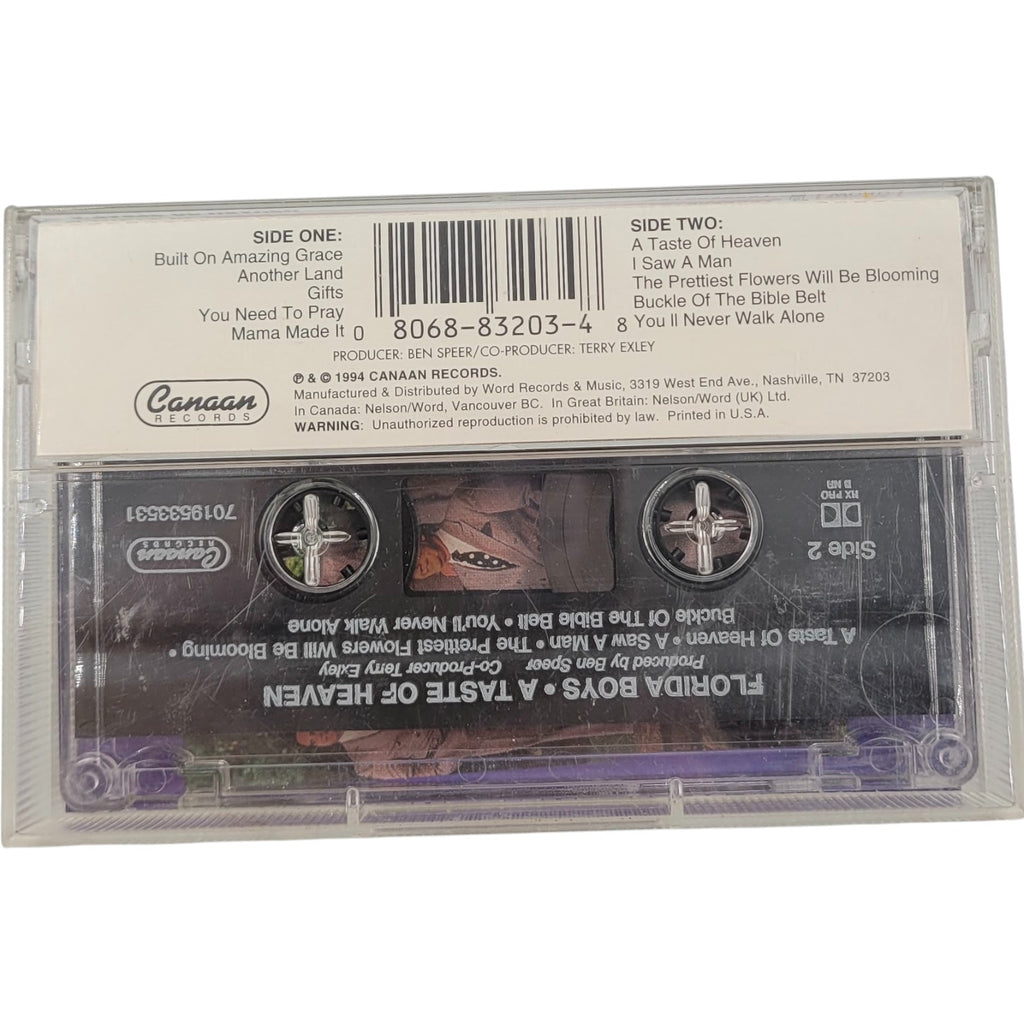 SIDE ONE:
Built On Amazing Grace
Another Land
Gifts
You Need To Pray
Mama Made It
0 8068-83203-4 8
SIDE TWO:
A Taste Of Heaven
I Saw A Man
The Prettiest Flowers Will Be Blooming
Buckle Of The Bible Belt
You ll Never Walk Alone
PRODUCER: BEN SPEER/CO-PRODUCER: TERRY EXLEY
Canaan
RECORDS
℗ & © 1994 CANAAN RECORDS.
Manufactured & Distributed by Word Records & Music, 3319 West End Ave., Nashville, TN 37203
In Canada: Nelson/Word, Vancouver BC. In Great Britain: Nelson/Word (UK) Ltd.
WARNING: Unauthorized reproduction is prohibited by law. Printed in U.S.A.
FLORIDA BOYS • A TASTE OF HEAVEN
Produced by Ben Speer Co-Producer Terry Exley
A Taste Of Heaven • A Saw A Man • The Prettiest Flowers Will Be Blooming •
Buckle Of The Bible Belt • You'll Never Walk Alone
Side 2
B NR
HX PRO
Canaan
RECORDS
7019533531